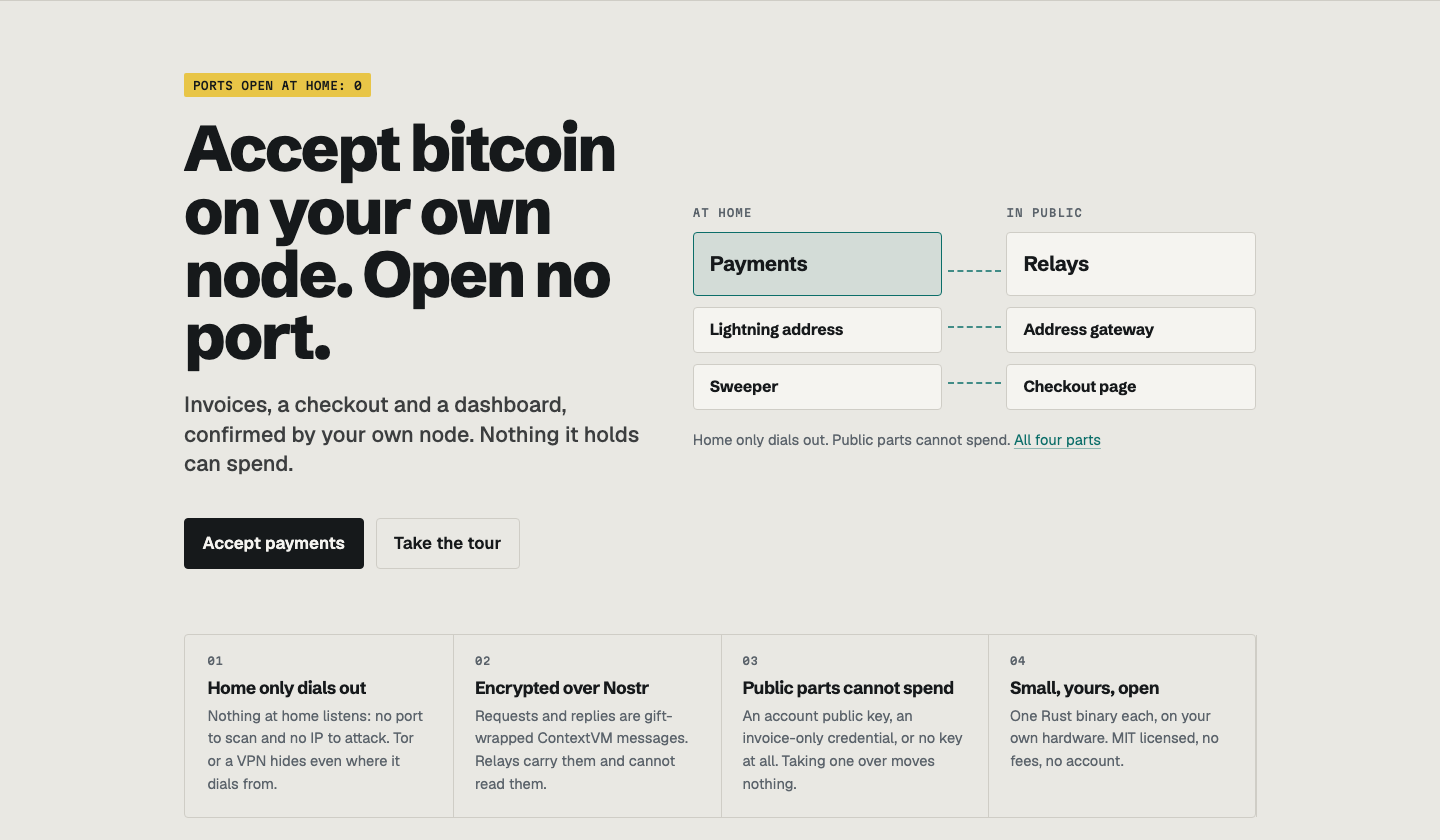 PORTS OPEN AT HOME: 0
Accept bitcoin
on your own
node. Open no
port.
Invoices, a checkout and a dashboard,
confirmed by your own node. Nothing it holds
can spend.
Accept payments
Take the tour
AT HOME
Payments
Lightning address
Sweeper
IN PUBLIC
Relays
Address gateway
Checkout page
Home only dials out. Public parts cannot spend. All four parts
01
Home only dials out
Nothing at home listens: no port
to scan and no IP to attack. Tor
or a VPN hides even where it
dials from.
02
Encrypted over Nostr
Requests and replies are gift-
wrapped ContextVM messages.
Relays carry them and cannot
read them.
03
Public parts cannot spend
An account public key, an
invoice-only credential, or no key
at all. Taking one over moves
nothing.
04
Small, yours, open
One Rust binary each, on your
own hardware. MIT licensed, no
fees, no account.